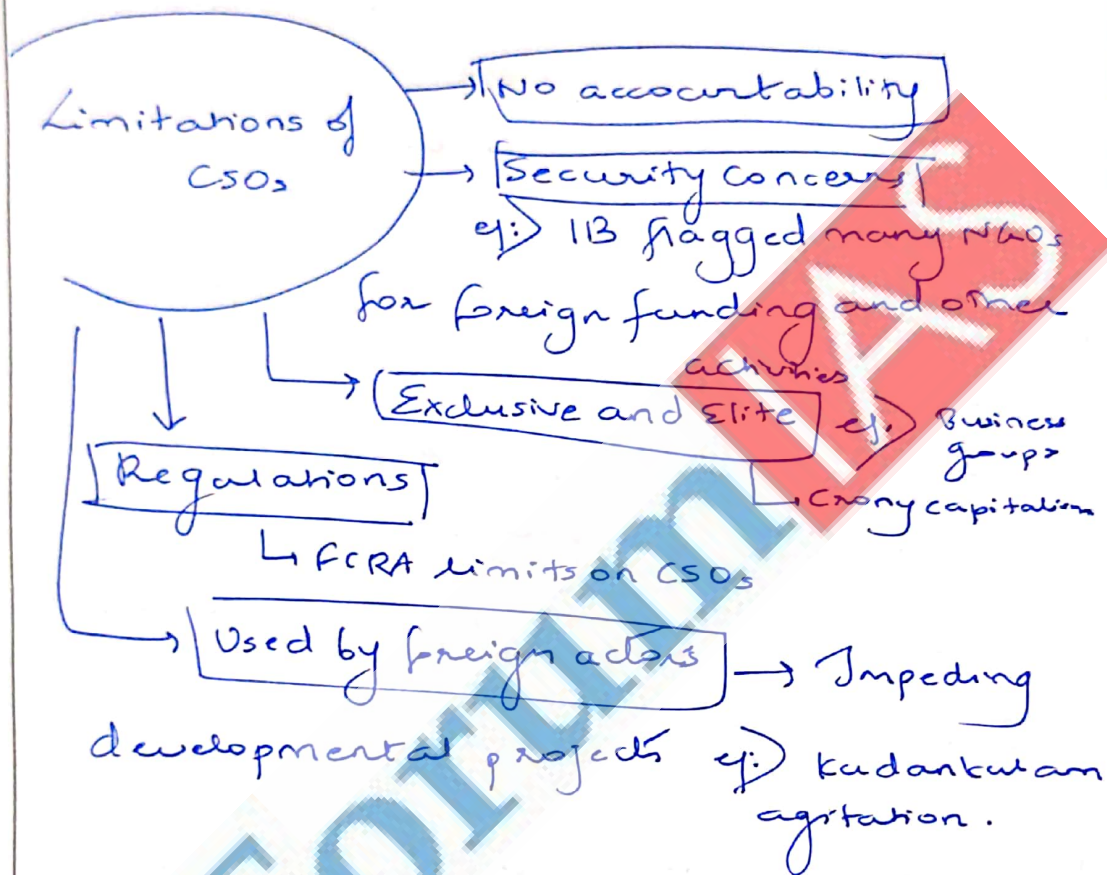 Limitations of
CSOs
No accountability
Security concerns
eg:> IB flagged many NGOs
for foreign funding and other
activities
Exclusive and Elite eg.> Business
groups
Crony capitalism
Regulations
FCRA limits on CSOs
Used by foreign actors → Impeding
developmental projects eg:> Kudankulam
agitation.
Forum IAS